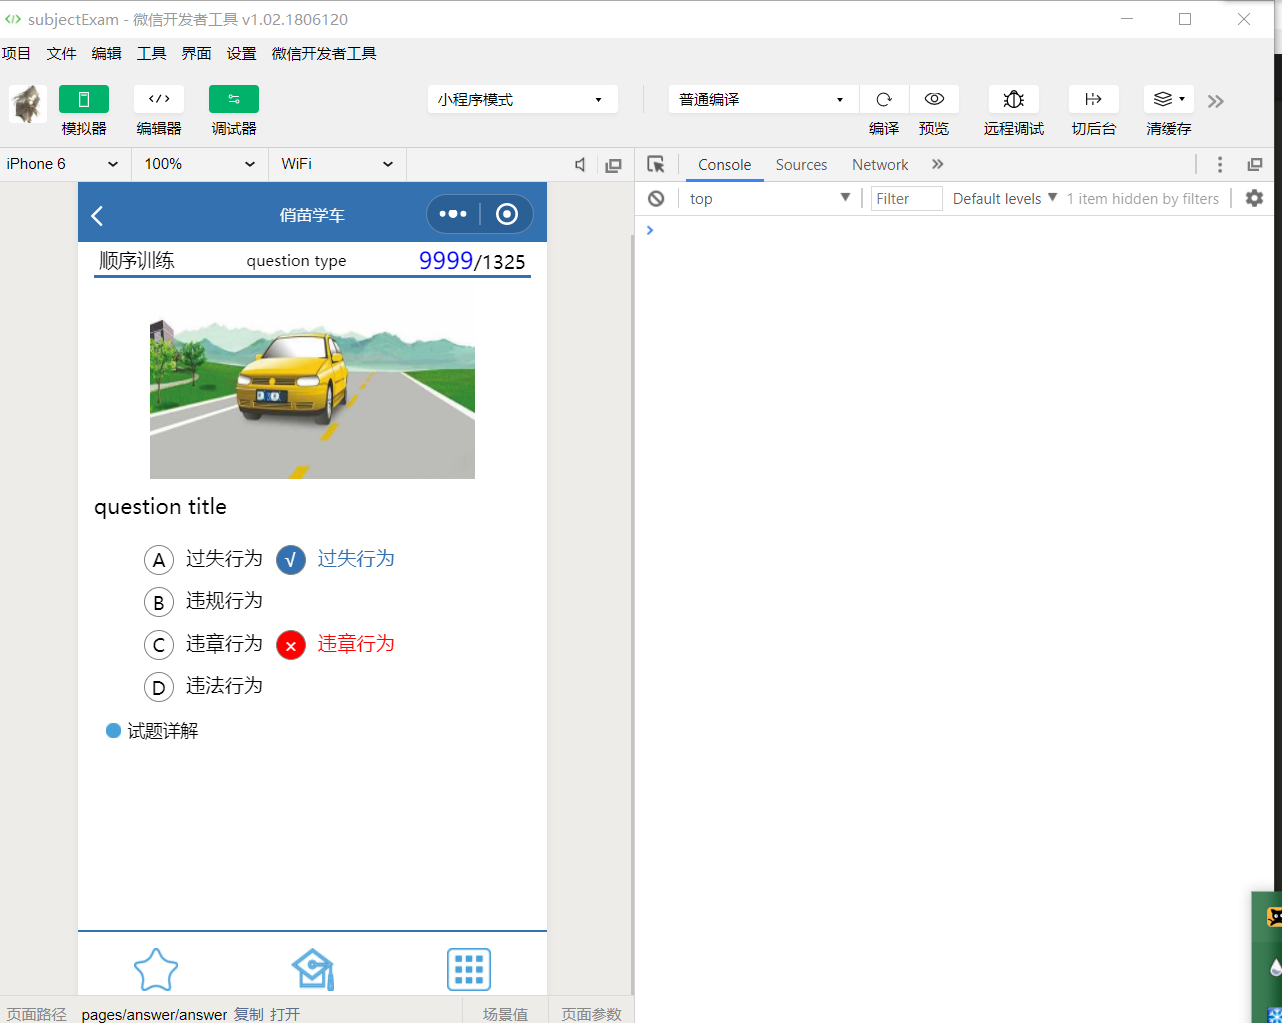 subjectExam - 微信开发者工具 v1.02.1806120
项目 文件 编辑 工具 界面 设置 微信开发者工具
小程序模式 普通编译
模拟器 编辑器 调试器 编译 预览 远程调试 切后台 清缓存
iPhone 6 100% WiFi Console Sources Network
top Filter Default levels 1 item hidden by filters
俏苗学车
顺序训练 question type 9999/1325
question title
A 过失行为 √ 过失行为
B 违规行为
C 违章行为 × 违章行为
D 违法行为
试题详解
页面路径 pages/answer/answer 复制 打开 场景值 页面参数